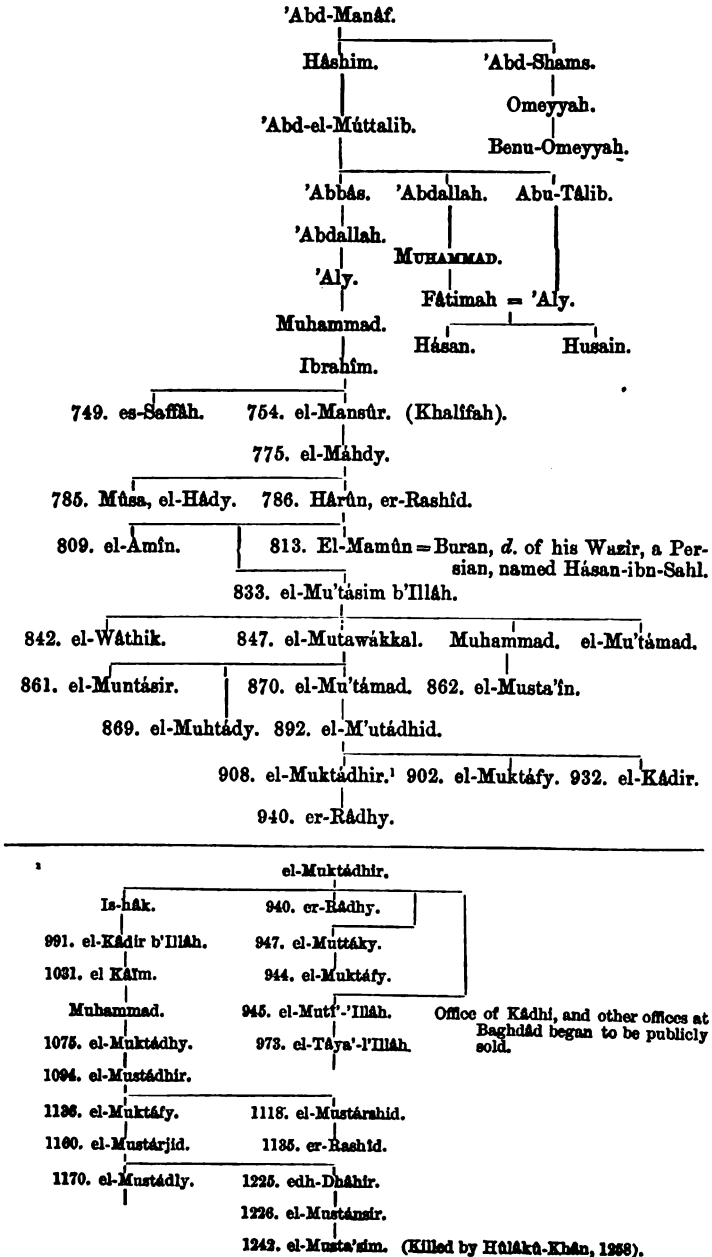 'Abd-Manâf.
Hâshim. 'Abd-Shams.
Omeyyah.
'Abd-el-Múttalib.
Benu-Omeyyah.
'Abbâs. 'Abdallah. Abu-Tâlib.
'Abdallah.
MUHAMMAD.
'Aly.
Fâtimah = 'Aly.
Muhammad.
Hásan. Husain.
Ibrahîm.
749. es-Saffâh. 754. el-Mansûr. (Khalîfah).
775. el-Máhdy.
785. Mûsa, el-Hâdy. 786. Hârûn, er-Rashîd.
809. el-Amîn. 813. El-Mamûn = Buran, d. of his Wazîr, a Per-
sian, named Hásan-ibn-Sahl.
833. el-Mu'tásim b'Illâh.
842. el-Wâthik. 847. el-Mutawákkal. Muhammad. el-Mu'támad.
861. el-Muntásir. 870. el-Mu'támad. 862. el-Musta'în.
869. el-Muhtády. 892. el-M'utádhid.
908. el-Muktádhir.¹ 902. el-Muktáfy. 932. el-Kâdir.
940. er-Râdhy.
¹ el-Muktádhir.
Is-hâk. 940. er-Râdhy.
991. el-Kâdir b'Illâh. 947. el-Muttáky.
1031. el Kâïm. 944. el-Muktáfy.
Muhammad. 945. el-Mutî'-'Illâh. Office of Kâdhi, and other offices at
Baghdâd began to be publicly
sold.
1075. el-Muktádhy. 973. el-Tâya'-l'Illâh.
1094. el-Mustádhir.
1136. el-Muktáfy. 1118. el-Mustárshid.
1160. el-Mustárjid. 1135. er-Rashîd.
1170. el-Mustádly. 1225. edh-Dhâhir.
1226. el-Mustánsir.
1242. el-Musta'sim. (Killed by Hûlâkû-Khân, 1258).